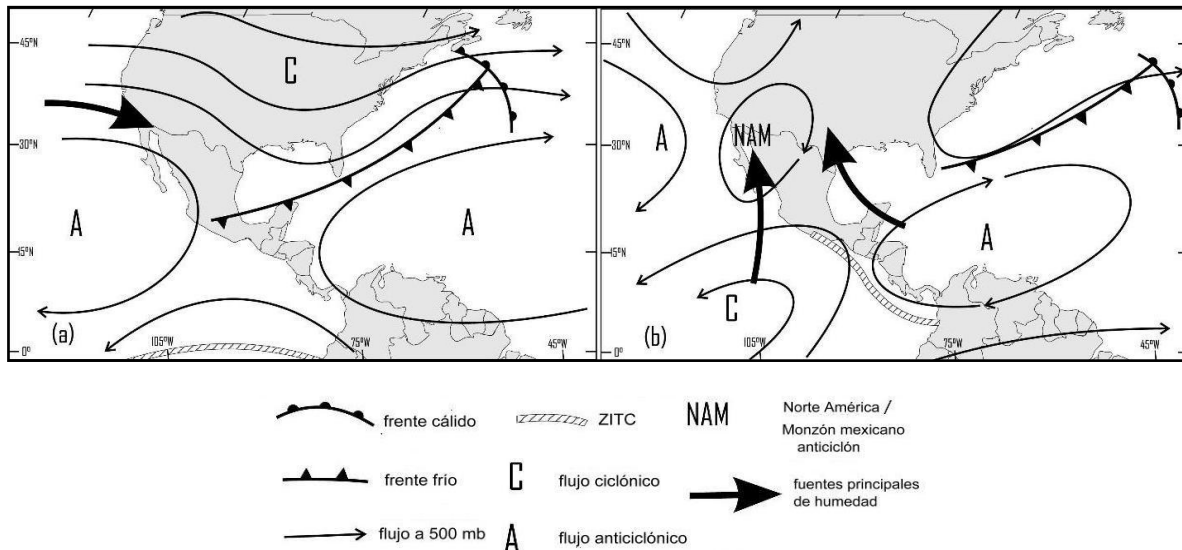 45ºN
C
30ºN
A
A
15ºN
(a)
0º
105ºW
75ºW
45ºW
45ºN
A
NAM
30ºN
A
15ºN
C
(b)
0º
105ºW
75ºW
45ºW
frente cálido
ZITC
NAM
Norte América /
Monzón mexicano
anticiclón
frente frío
C
flujo ciclónico
fuentes principales
de humedad
flujo a 500 mb
A
flujo anticiclónico